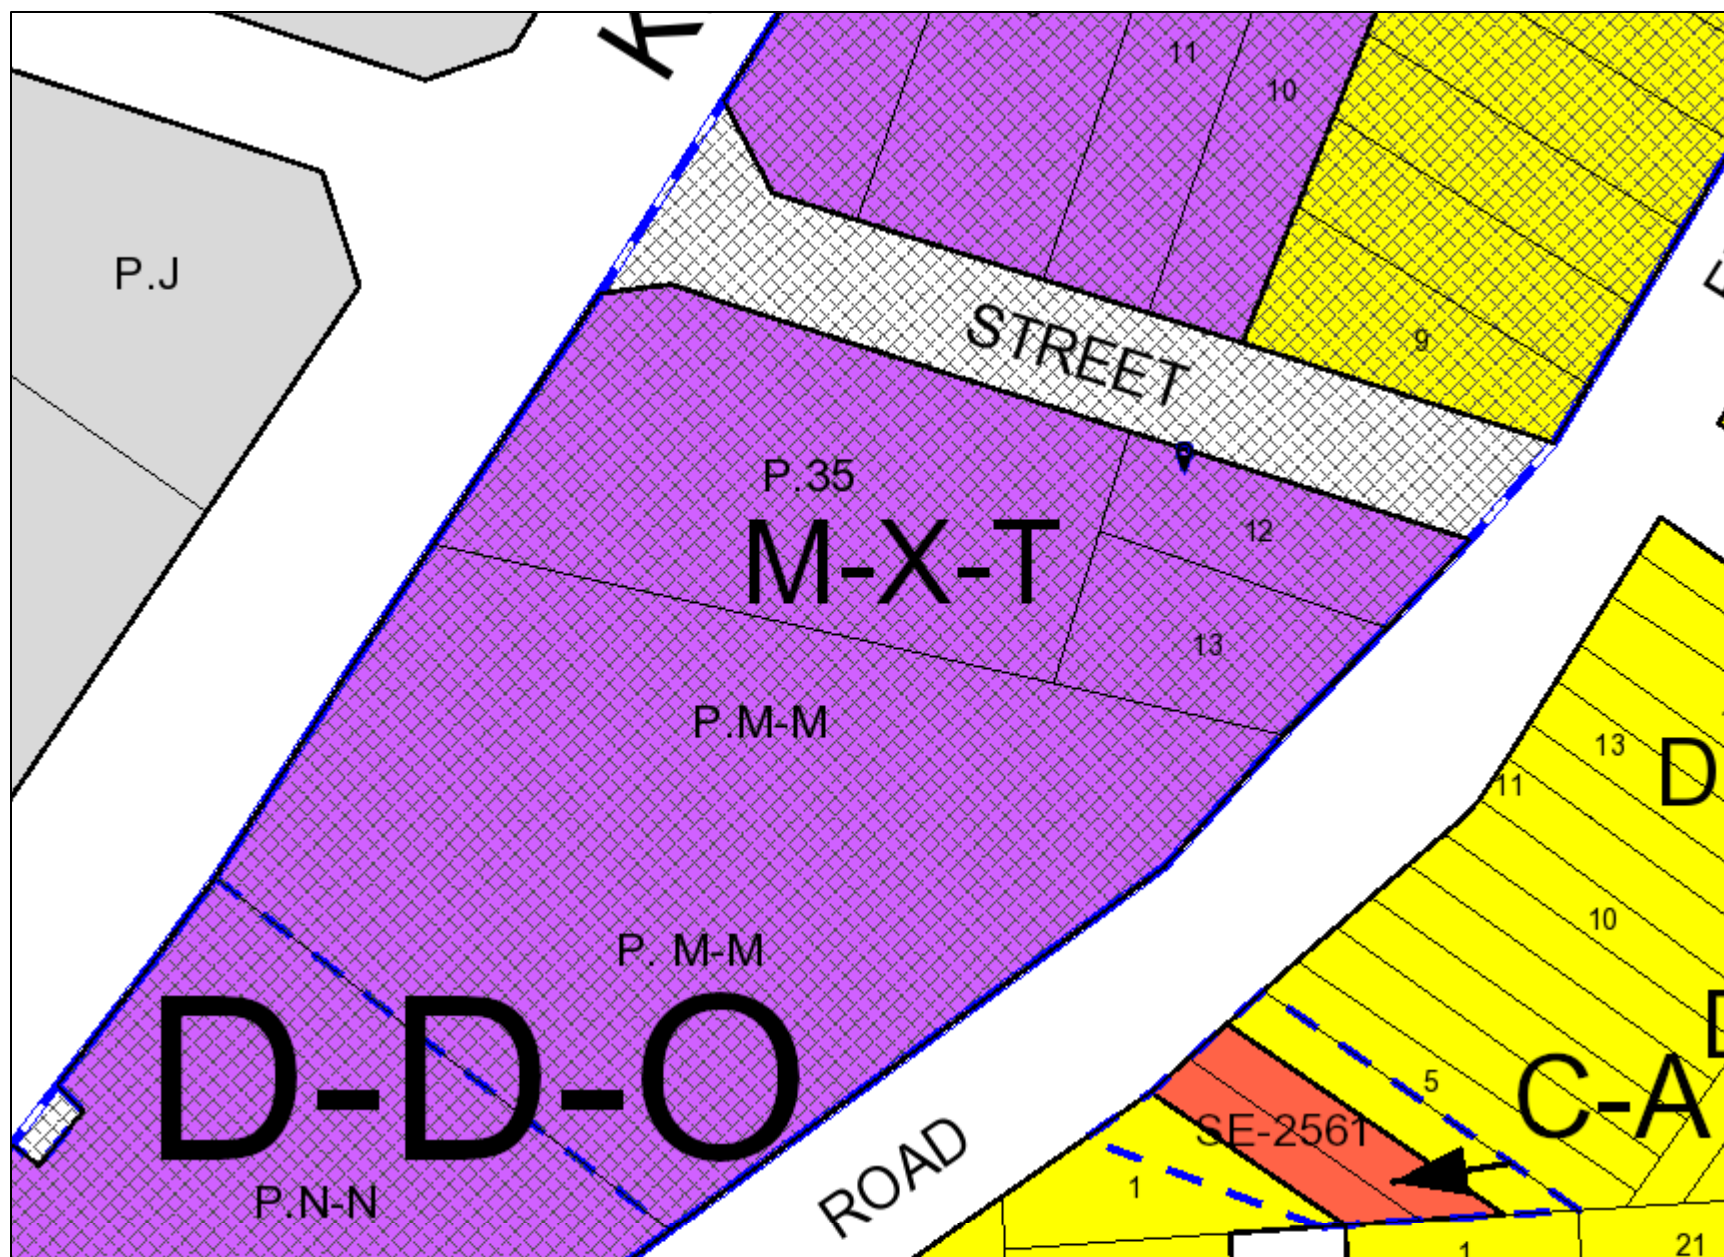 K
11
10
P.J
STREET
9
P.35
M-X-T
12
13
P.M-M
13
D
11
10
P. M-M
D-D-O
5
C-A
SE-2561
ROAD
P.N-N
1
1
21